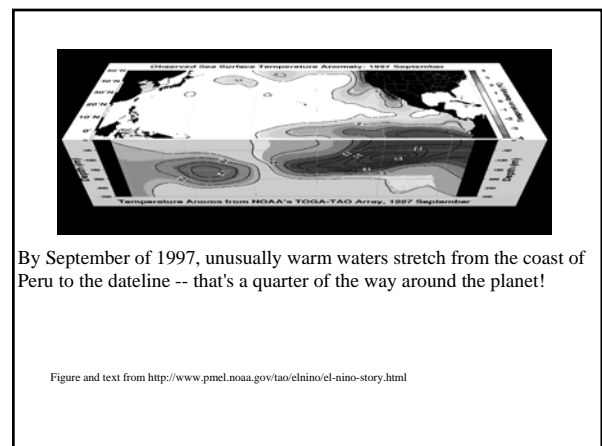 Observed Sea Surface Temperature Anomaly: 1997 September
Temperature Anoms from NOAA's TOGA-TAO Array, 1997 September
By September of 1997, unusually warm waters stretch from the coast of
Peru to the dateline -- that's a quarter of the way around the planet!
Figure and text from http://www.pmel.noaa.gov/tao/elnino/el-nino-story.html